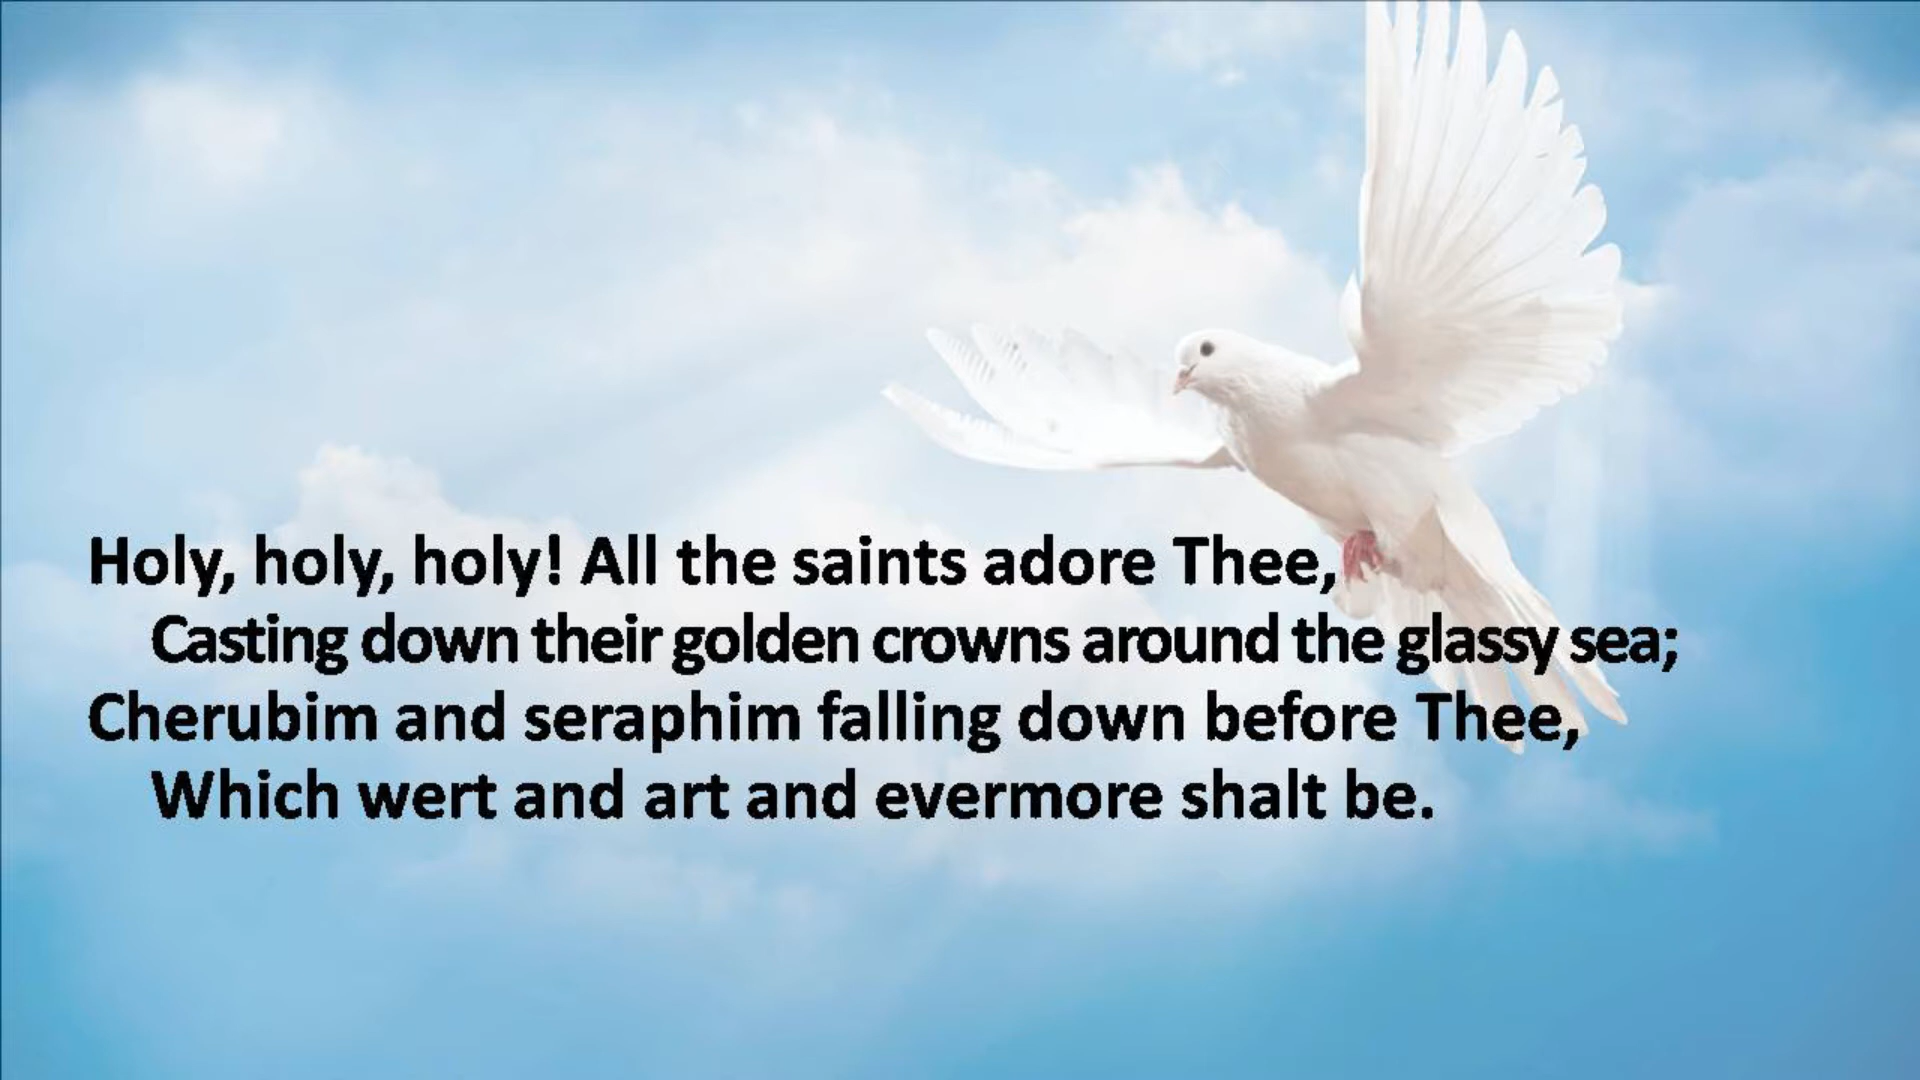 Holy, holy, holy! All the saints adore Thee,
Casting down their golden crowns around the glassy sea;
Cherubim and seraphim falling down before Thee,
Which wert and art and evermore shalt be.